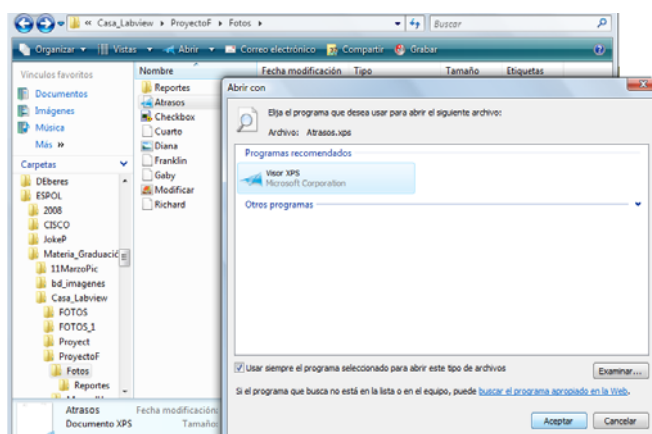 « Casa_Labview ▸ ProyectoF ▸ Fotos ▸
Buscar
Organizar Vistas Abrir Correo electrónico Compartir Grabar
Vínculos favoritos
Documentos
Imágenes
Música
Más »
Carpetas
DEberes
ESPOL
2008
CISCO
JokeP
Materia_Graduació
11MarzoPic
bd_imagenes
Casa_Labview
FOTOS
FOTOS_1
Proyect
ProyectoF
Fotos
Reportes
Nombre Fecha modificación Tipo Tamaño Etiquetas
Reportes
Atrasos
Checkbox
Cuarto
Diana
Franklin
Gaby
Modificar
Richard
Abrir con
Elija el programa que desea usar para abrir el siguiente archivo:
Archivo: Atrasos.xps
Programas recomendados
Visor XPS
Microsoft Corporation
Otros programas
Usar siempre el programa seleccionado para abrir este tipo de archivos
Examinar...
Si el programa que busca no está en la lista o en el equipo, puede buscar el programa apropiado en la Web.
Aceptar Cancelar
Atrasos Fecha modificación:
Documento XPS Tamaño: